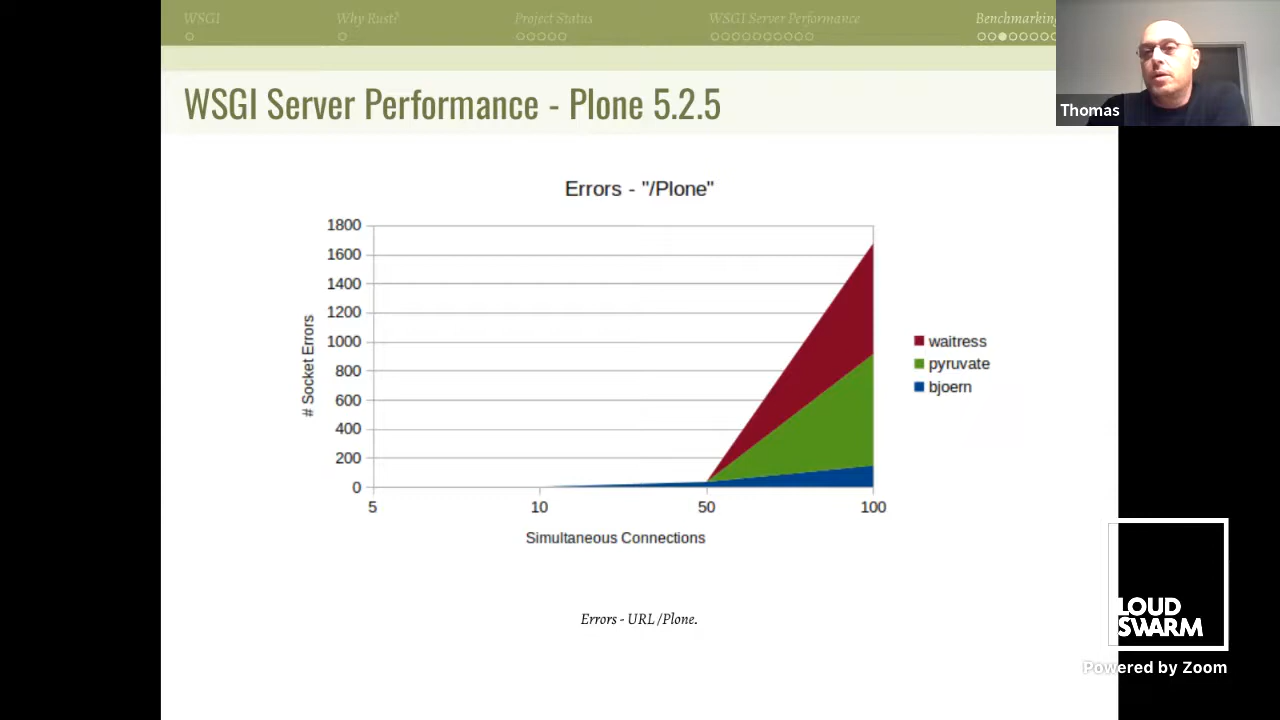 WSGI
Why Rust?
Project Status
WSGI Server Performance
Benchmarking
Thomas
WSGI Server Performance - Plone 5.2.5
Errors - "/Plone"
# Socket Errors
1800
1600
1400
1200
1000
800
600
400
200
0
5 10 50 100
Simultaneous Connections
waitress
pyruvate
bjoern
Errors - URL /Plone.
LOUD
SWARM
Powered by Zoom